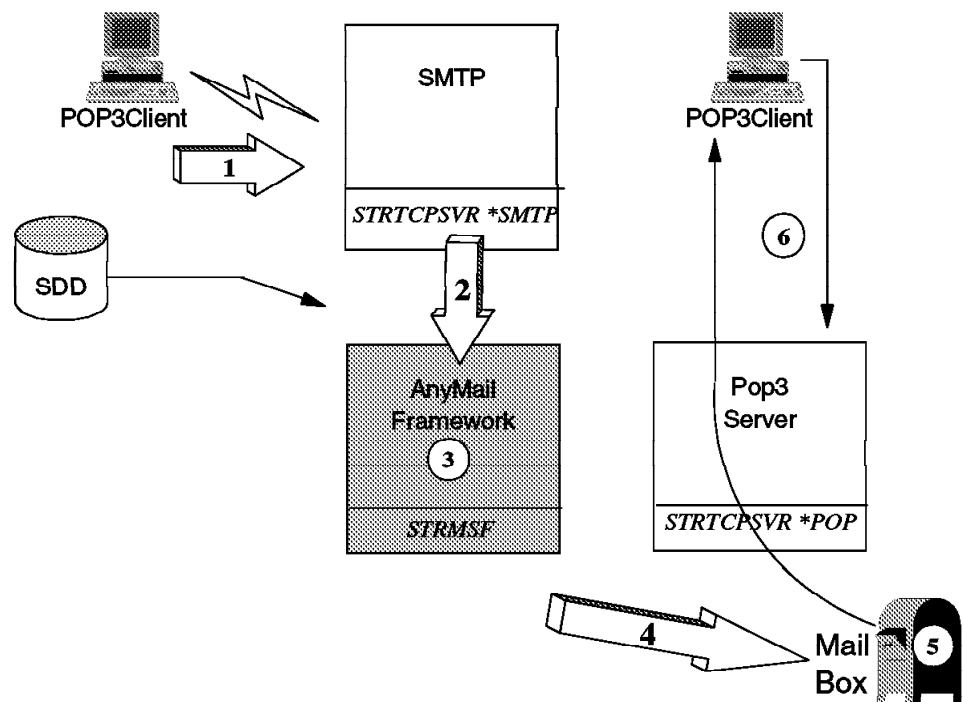 POP3Client
1
SMTP
STRTCPSVR *SMTP
POP3Client
6
SDD
2
AnyMail
Framework
3
STRMSF
Pop3
Server
STRTCPSVR *POP
4
Mail
Box
5